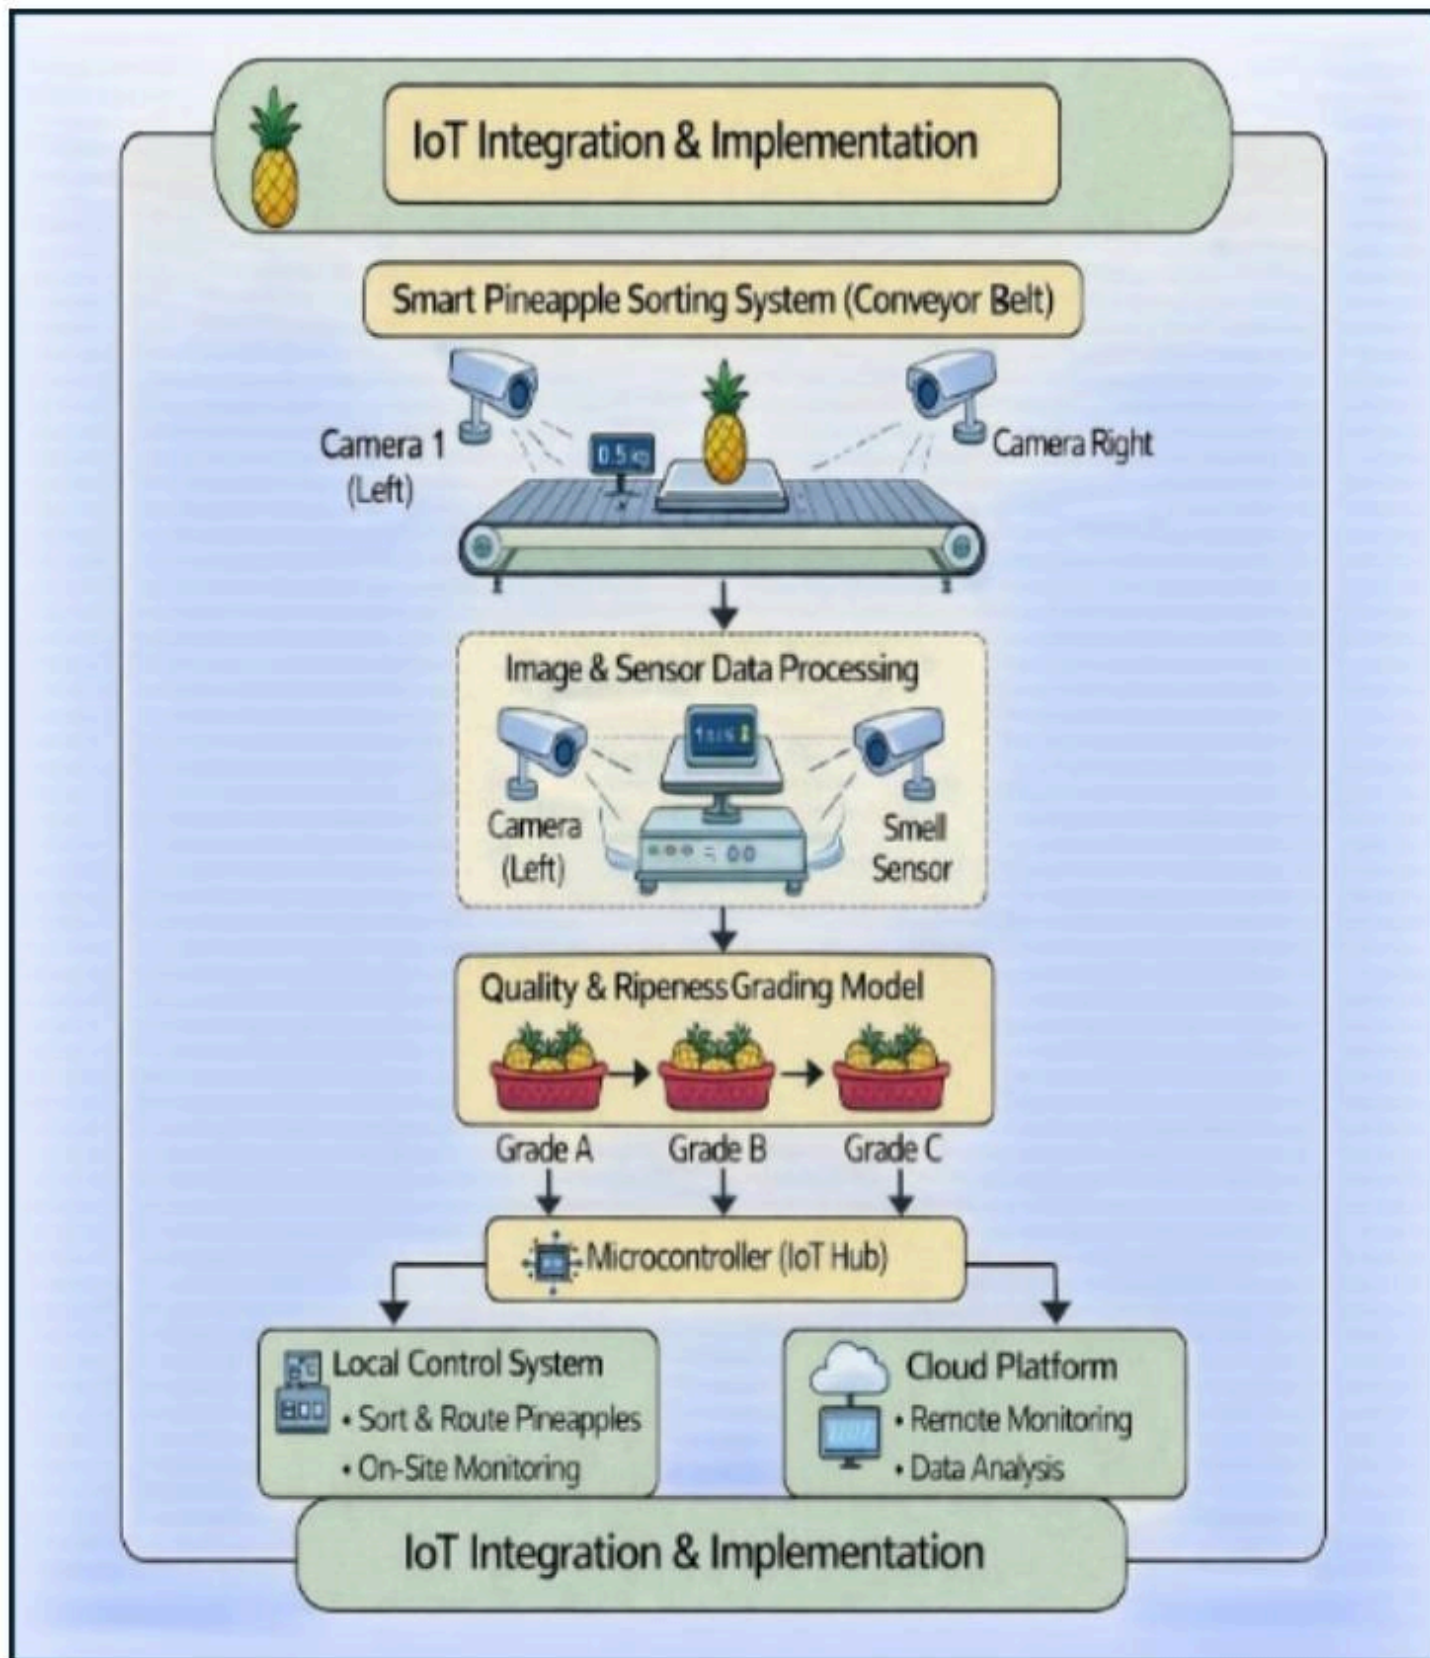 IoT Integration & Implementation
Smart Pineapple Sorting System (Conveyor Belt)
Camera 1
(Left)
0.5 kg
Camera Right
Image & Sensor Data Processing
Camera
(Left)
Smell
Sensor
Quality & Ripeness Grading Model
Grade A
Grade B
Grade C
Microcontroller (IoT Hub)
Local Control System
• Sort & Route Pineapples
• On-Site Monitoring
Cloud Platform
• Remote Monitoring
• Data Analysis
IoT Integration & Implementation